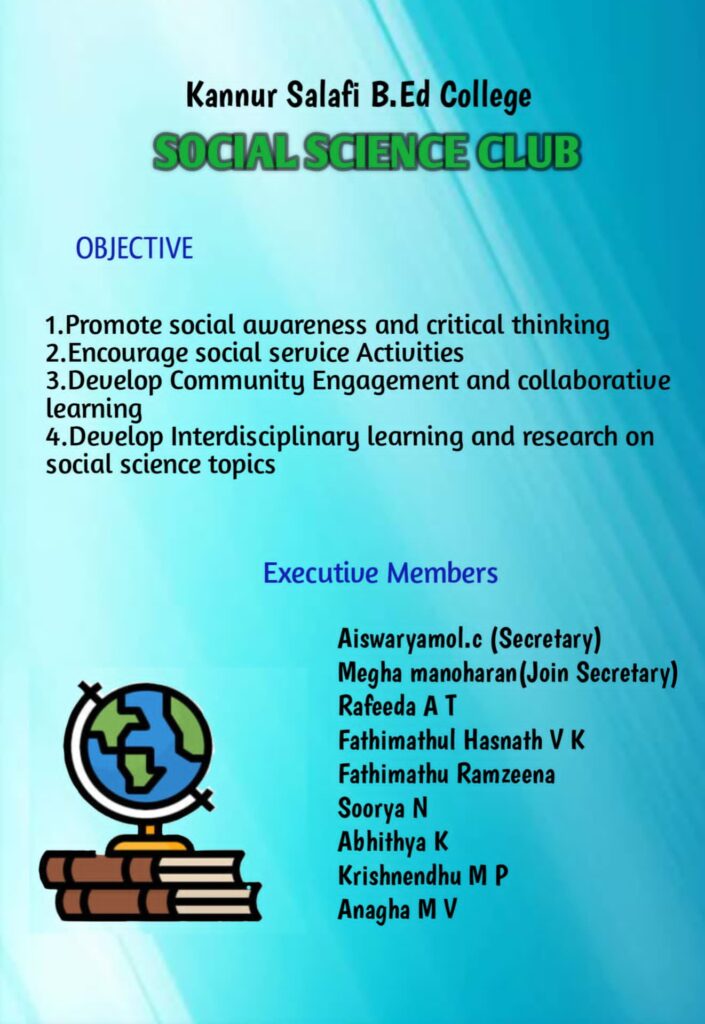 Kannur Salafi B.Ed College
SOCIAL SCIENCE CLUB
OBJECTIVE
1.Promote social awareness and critical thinking
2.Encourage social service Activities
3.Develop Community Engagement and collaborative
learning
4.Develop Interdisciplinary learning and research on
social science topics
Executive Members
Aiswaryamol.c (Secretary)
Megha manoharan(Join Secretary)
Rafeeda A T
Fathimathul Hasnath V K
Fathimathu Ramzeena
Soorya N
Abhithya K
Krishnendhu M P
Anagha M V